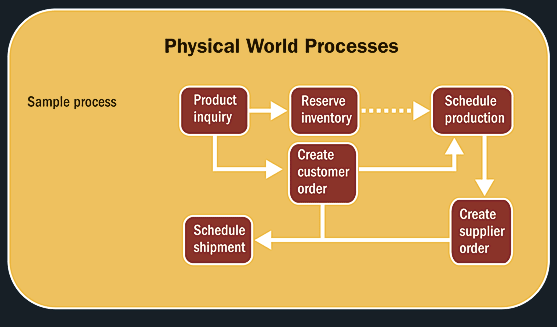 Physical World Processes
Sample process
Product
inquiry
Reserve
inventory
Schedule
production
Create
customer
order
Schedule
shipment
Create
supplier
order